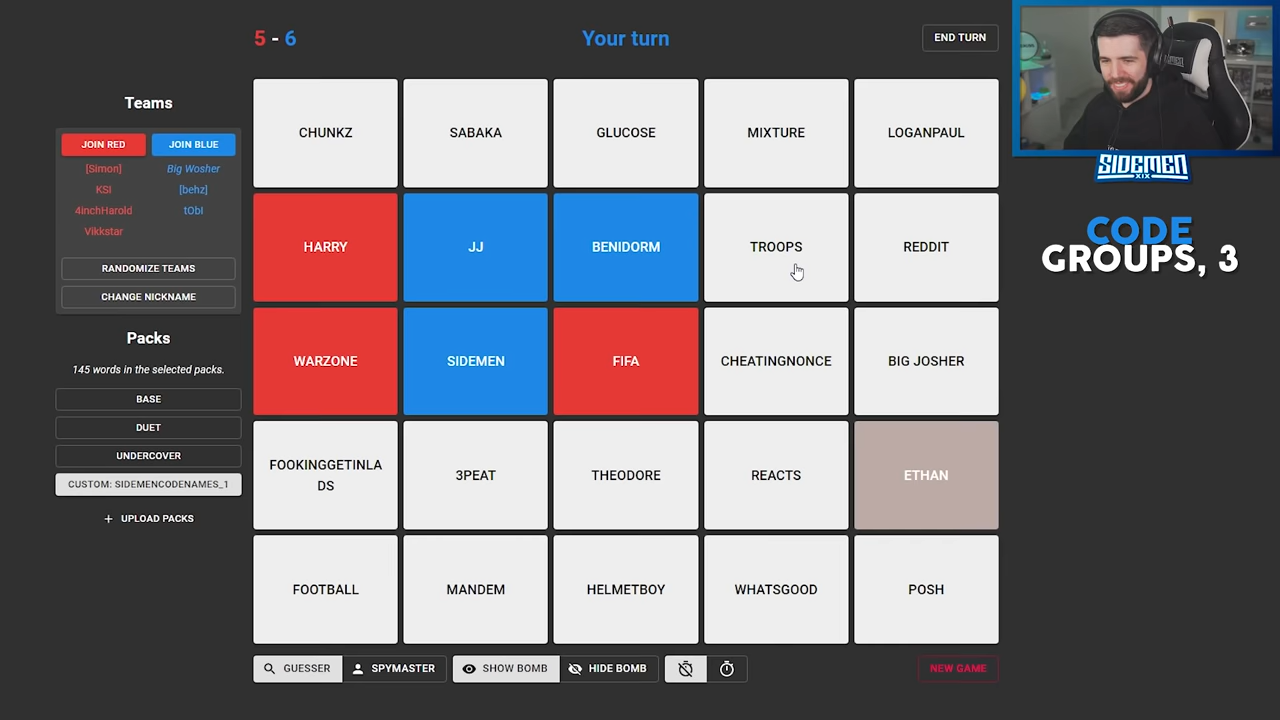 5 - 6
Your turn
END TURN
Teams
JOIN RED
JOIN BLUE
[Simon]
Big Wosher
KSI
[behz]
4inchHarold
tObI
Vikkstar
RANDOMIZE TEAMS
CHANGE NICKNAME
Packs
145 words in the selected packs.
BASE
DUET
UNDERCOVER
CUSTOM: SIDEMENCODENAMES_1
+ UPLOAD PACKS
CHUNKZ
SABAKA
GLUCOSE
MIXTURE
LOGANPAUL
HARRY
JJ
BENIDORM
TROOPS
REDDIT
WARZONE
SIDEMEN
FIFA
CHEATINGNONCE
BIG JOSHER
FOOKINGGETINLA
DS
3PEAT
THEODORE
REACTS
ETHAN
FOOTBALL
MANDEM
HELMETBOY
WHATSGOOD
POSH
GUESSER
SPYMASTER
SHOW BOMB
HIDE BOMB
NEW GAME
SIDEMEN
XIX
CODE
GROUPS, 3